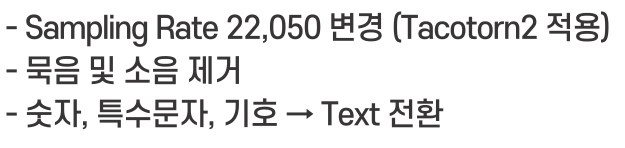 - Sampling Rate 22,050 변경 (Tacotorn2 적용)
- 묵음 및 소음 제거
- 숫자, 특수문자, 기호 → Text 전환